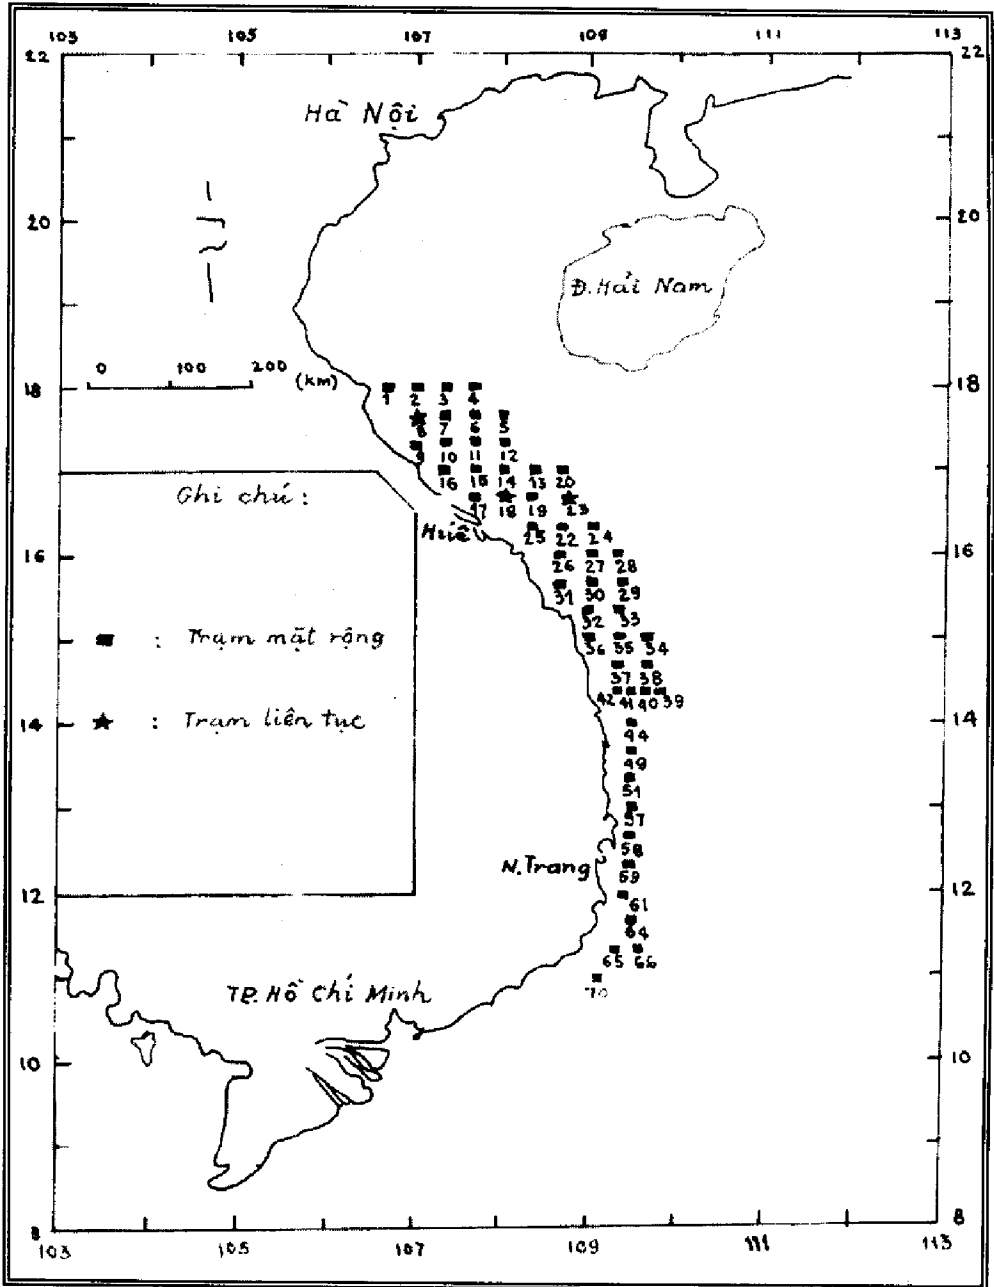 103 105 107 109 111 113
22 22
Hà Nội
20 20
Đ. Hải Nam
0 100 200 (km)
18 18
1 2 3 4
8 7 6 5
9 10 11 12
16 15 14 13 20
Ghi chú :
17 18 19 23
Huế
25 22 24
16 16
26 27 28
31 30 29
32 33
: Trạm mặt rộng
36 35 34
37 38
42 41 40 39
: Trạm liên tục
14 14
44
49
51
57
58
N. Trang
59
12 12
61
64
65 66
70
TP. Hồ Chí Minh
10 10
8 8
103 105 107 109 111 113